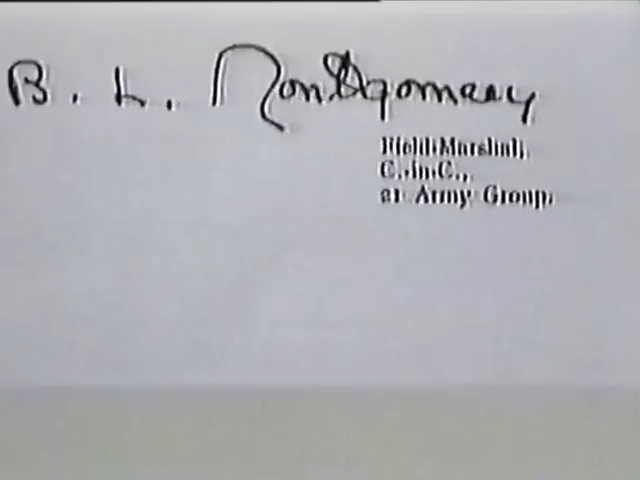 B. L. Montgomery
Field-Marshal,
C.-in-C.,
21 Army Group.